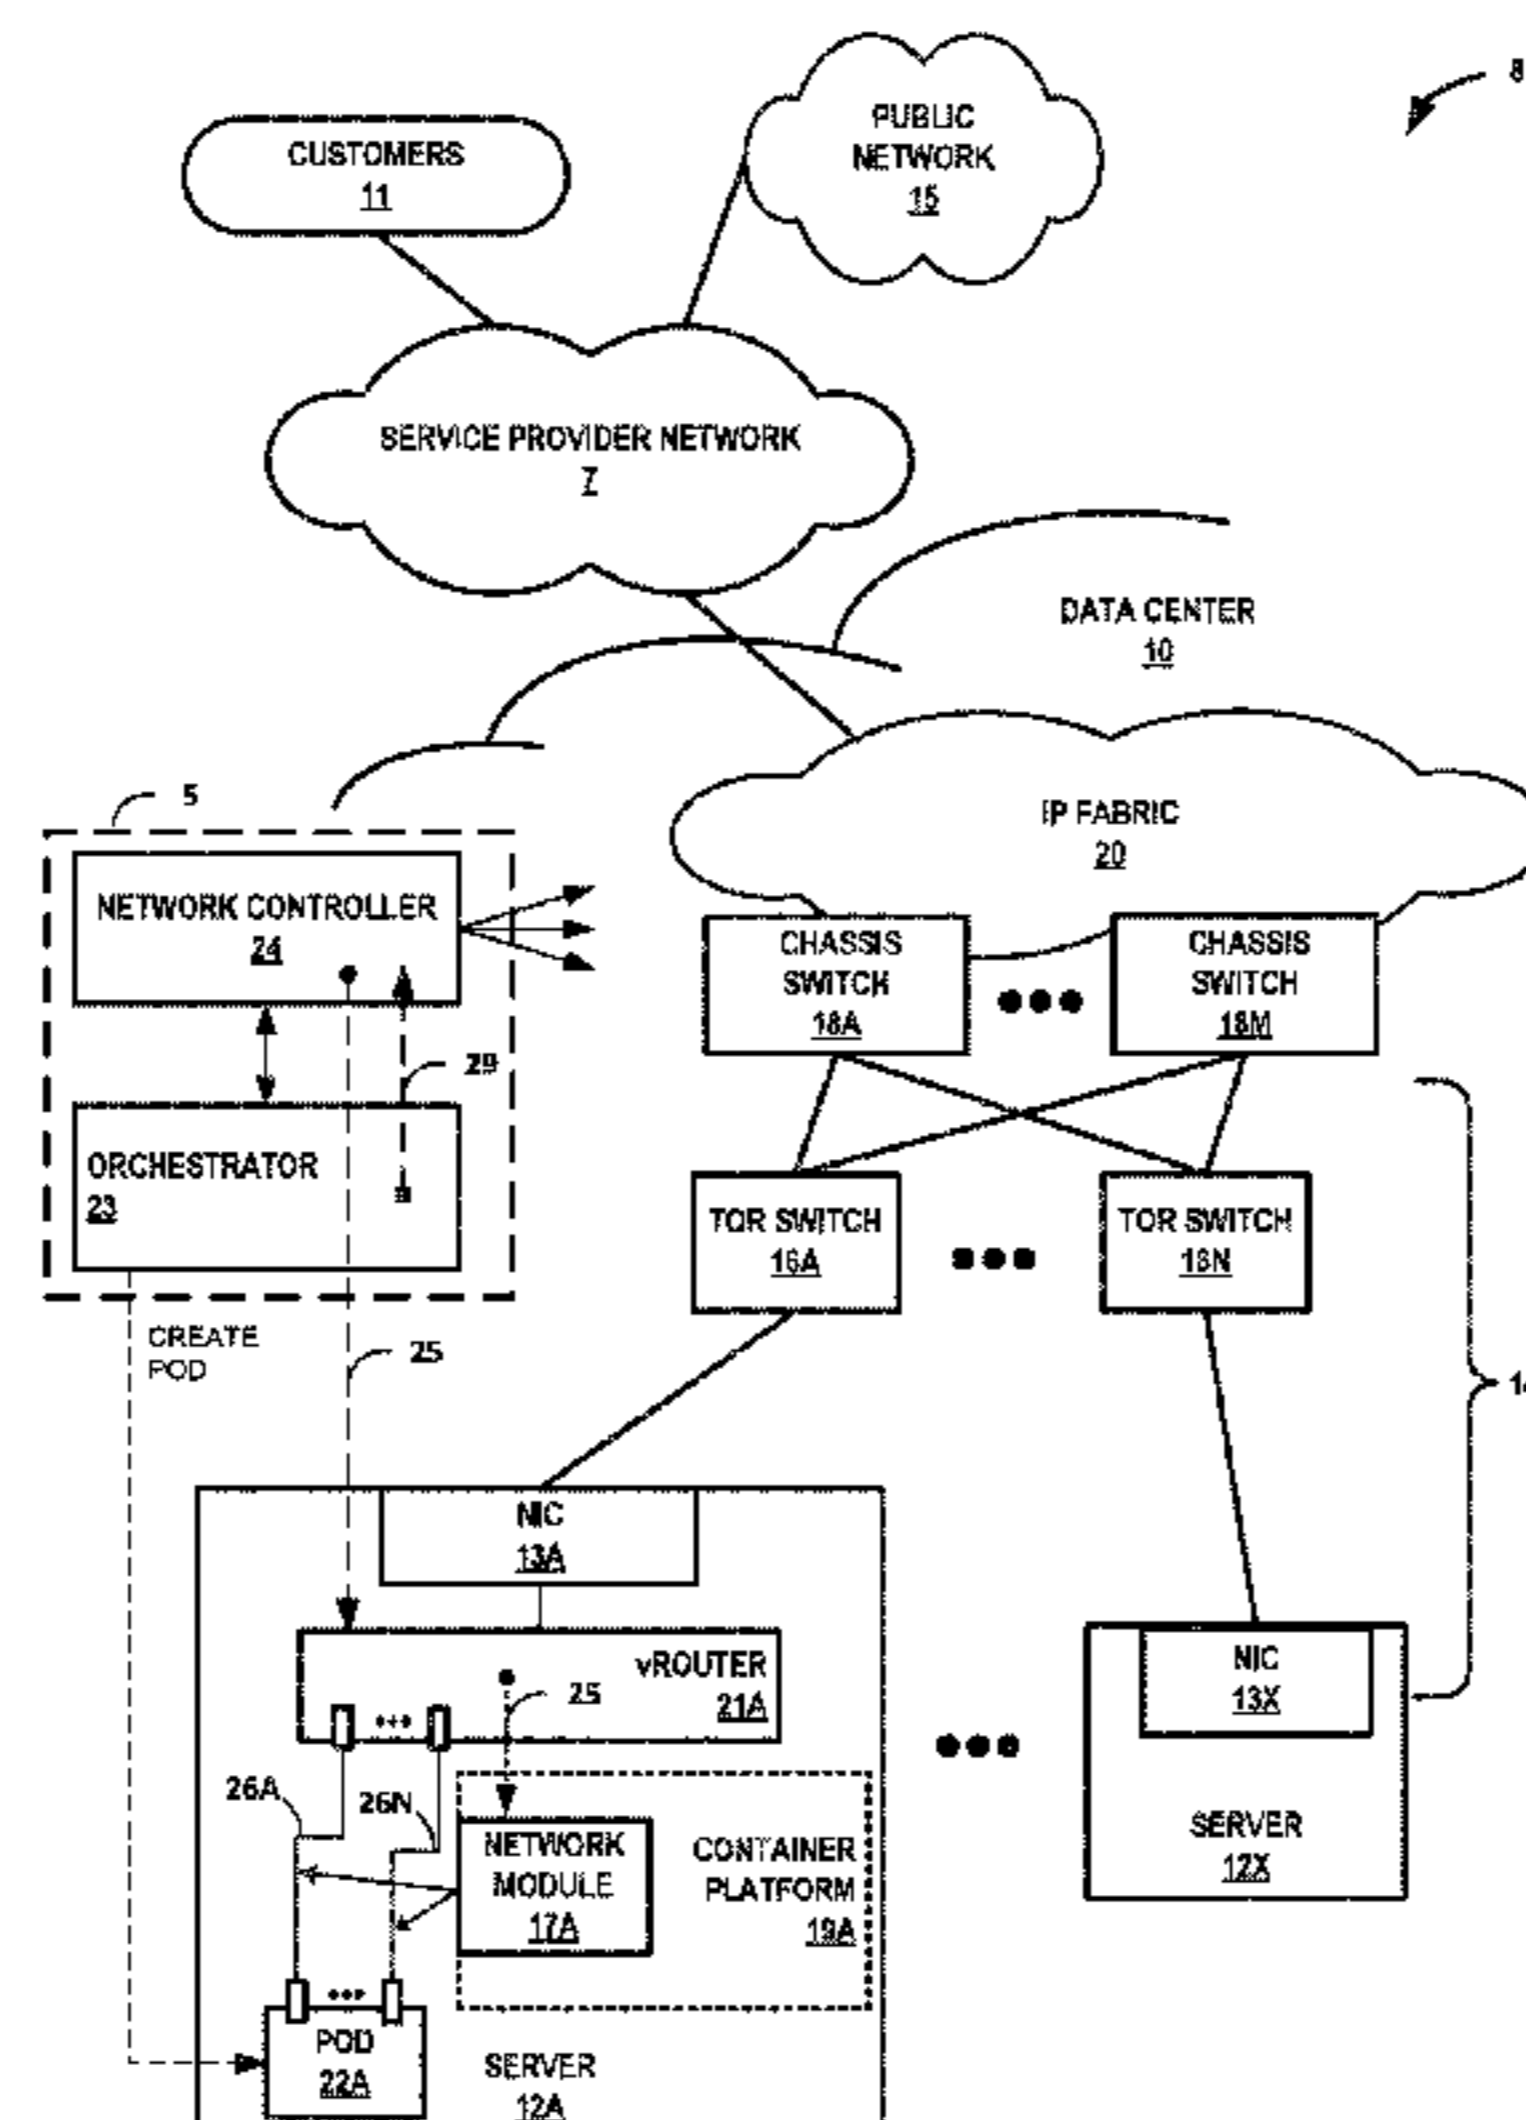 8
PUBLIC
NETWORK
15
CUSTOMERS
11
SERVICE PROVIDER NETWORK
7
DATA CENTER
10
5
IP FABRIC
20
NETWORK CONTROLLER
24
CHASSIS
SWITCH
18A
CHASSIS
SWITCH
18M
29
ORCHESTRATOR
23
TOR SWITCH
16A
TOR SWITCH
16N
CREATE
POD
25
NIC
13A
vROUTER
21A
25
NIC
13X
SERVER
12X
26A
26N
NETWORK
MODULE
17A
CONTAINER
PLATFORM
19A
POD
22A
SERVER
12A